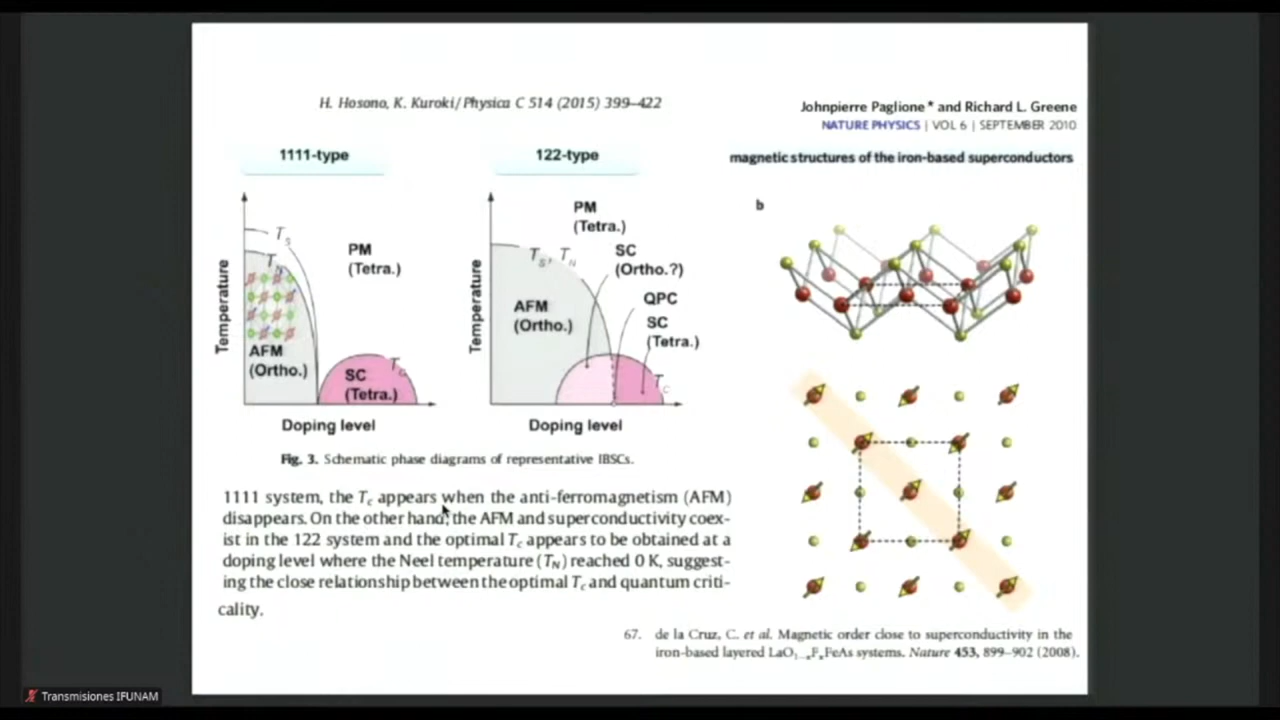 H. Hosono, K. Kuroki / Physica C 514 (2015) 399–422
Johnpierre Paglione* and Richard L. Greene
NATURE PHYSICS | VOL 6 | SEPTEMBER 2010
1111-type
122-type
magnetic structures of the iron-based superconductors
Temperature
Ts
TN
PM
(Tetra.)
AFM
(Ortho.)
SC
(Tetra.)
Tc
Doping level
Temperature
PM
(Tetra.)
Ts, TN
SC
(Ortho.?)
AFM
(Ortho.)
QPC
SC
(Tetra.)
Tc
Doping level
b
Fig. 3. Schematic phase diagrams of representative IBSCs.
1111 system, the Tc appears when the anti-ferromagnetism (AFM)
disappears. On the other hand, the AFM and superconductivity coex-
ist in the 122 system and the optimal Tc appears to be obtained at a
doping level where the Neel temperature (TN) reached 0 K, suggest-
ing the close relationship between the optimal Tc and quantum criti-
cality.
67. de la Cruz, C. et al. Magnetic order close to superconductivity in the
iron-based layered LaO1–xFxFeAs systems. Nature 453, 899–902 (2008).
Transmisiones IFUNAM